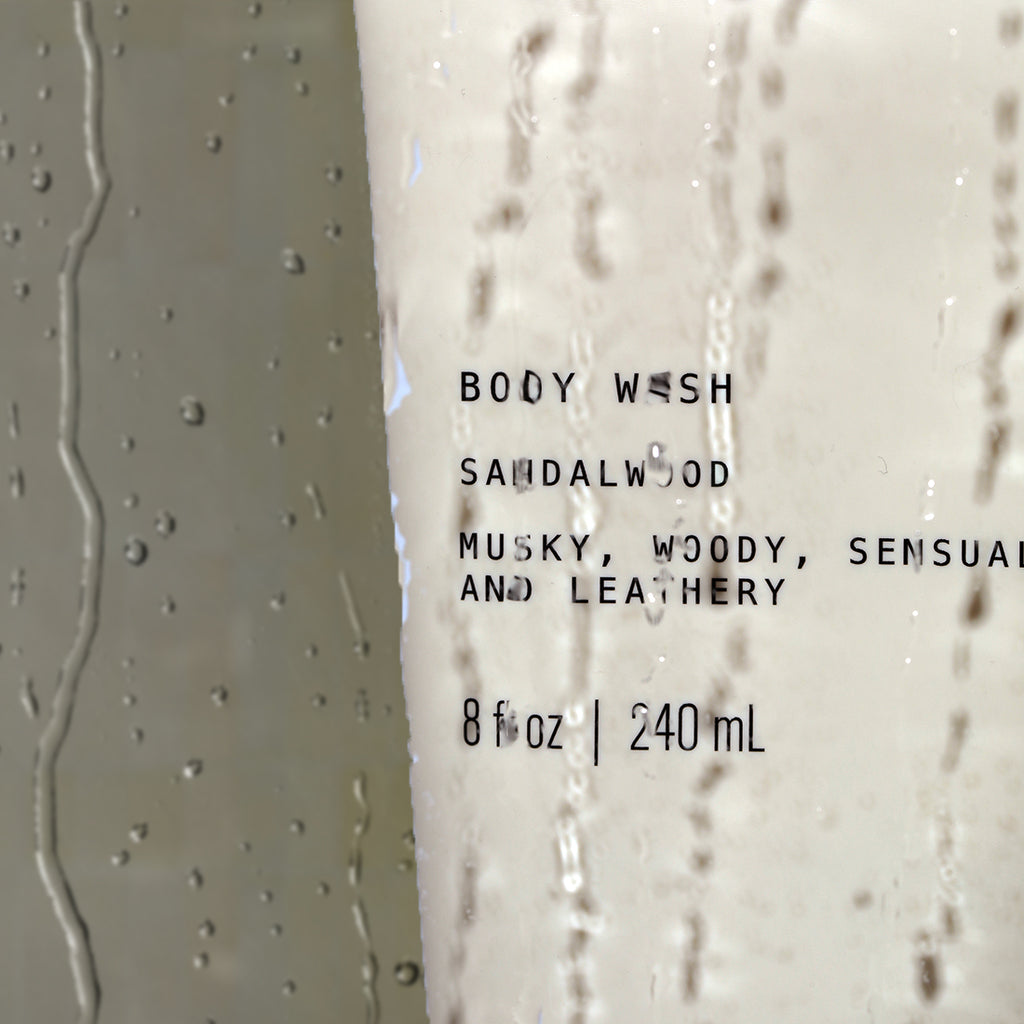 BODY WASH
SANDALWOOD
MUSKY, WOODY, SENSUAL
AND LEATHERY
8 fl oz | 240 mL